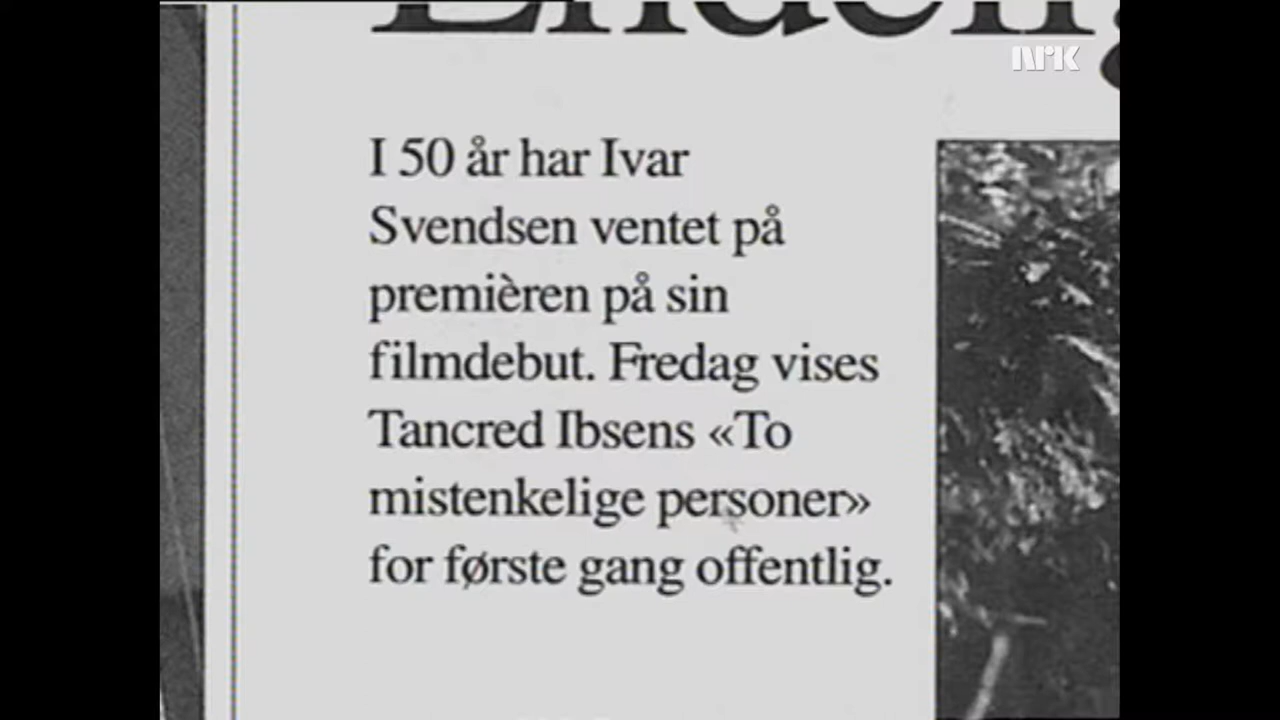 Endelig
NRK
I 50 år har Ivar
Svendsen ventet på
premièren på sin
filmdebut. Fredag vises
Tancred Ibsens «To
mistenkelige personer»
for første gang offentlig.